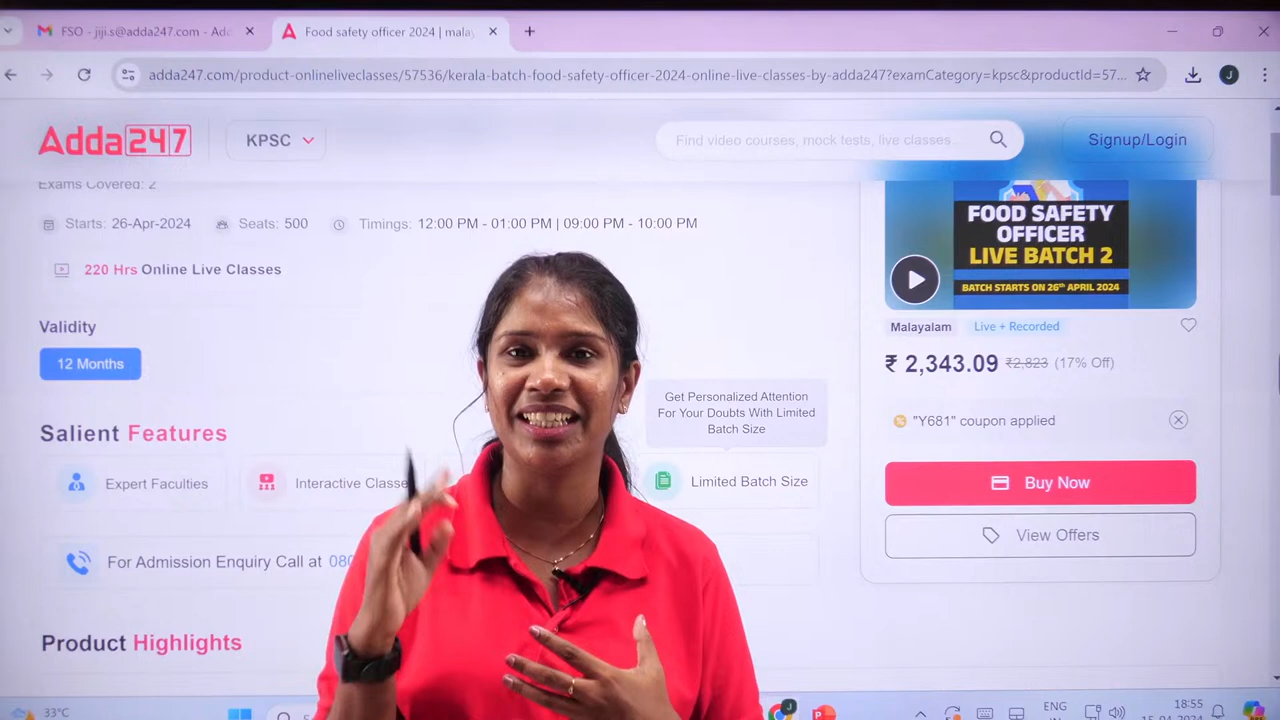 FSO - jiji.s@adda247.com - Add
Food safety officer 2024 | mala
adda247.com/product-onlineliveclasses/57536/kerala-batch-food-safety-officer-2024-online-live-classes-by-adda247?examCategory=kpsc&productId=57...
J
Adda247
KPSC
Find video courses, mock tests, live classes...
Signup/Login
Exams Covered: 2
Starts: 26-Apr-2024
Seats: 500
Timings: 12:00 PM - 01:00 PM | 09:00 PM - 10:00 PM
220 Hrs Online Live Classes
Validity
12 Months
Salient Features
Expert Faculties
Interactive Classe
Get Personalized Attention
For Your Doubts With Limited
Batch Size
Limited Batch Size
For Admission Enquiry Call at 080
Product Highlights
FOOD SAFETY
OFFICER
LIVE BATCH 2
BATCH STARTS ON 26th APRIL 2024
Malayalam
Live + Recorded
₹ 2,343.09 ₹2,823 (17% Off)
"Y681" coupon applied
Buy Now
View Offers
33°C
J
ENG
18:55
15-04-2024